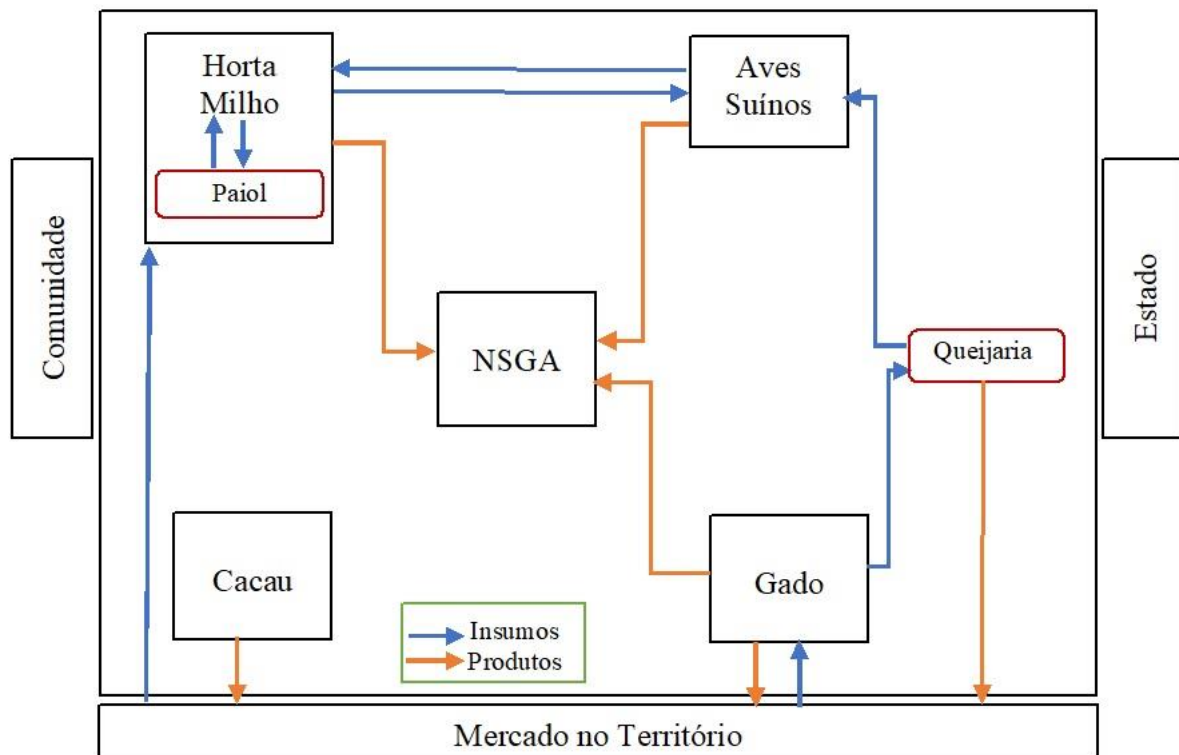 Horta
Milho
Paiol
Aves
Suínos
Comunidade
Estado
NSGA
Queijaria
Cacau
Gado
Insumos
Produtos
Mercado no Território